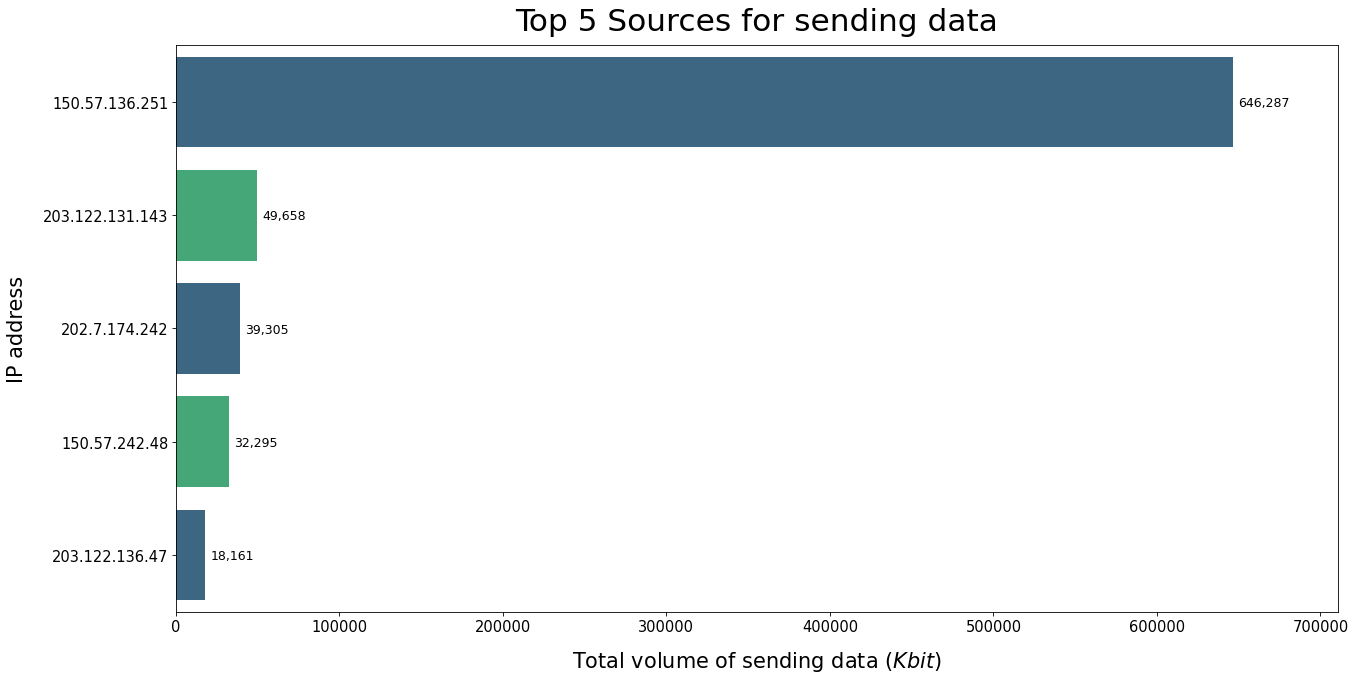 Top 5 Sources for sending data
IP address
150.57.136.251
646,287
203.122.131.143
49,658
202.7.174.242
39,305
150.57.242.48
32,295
203.122.136.47
18,161
0 100000 200000 300000 400000 500000 600000 700000
Total volume of sending data (Kbit)